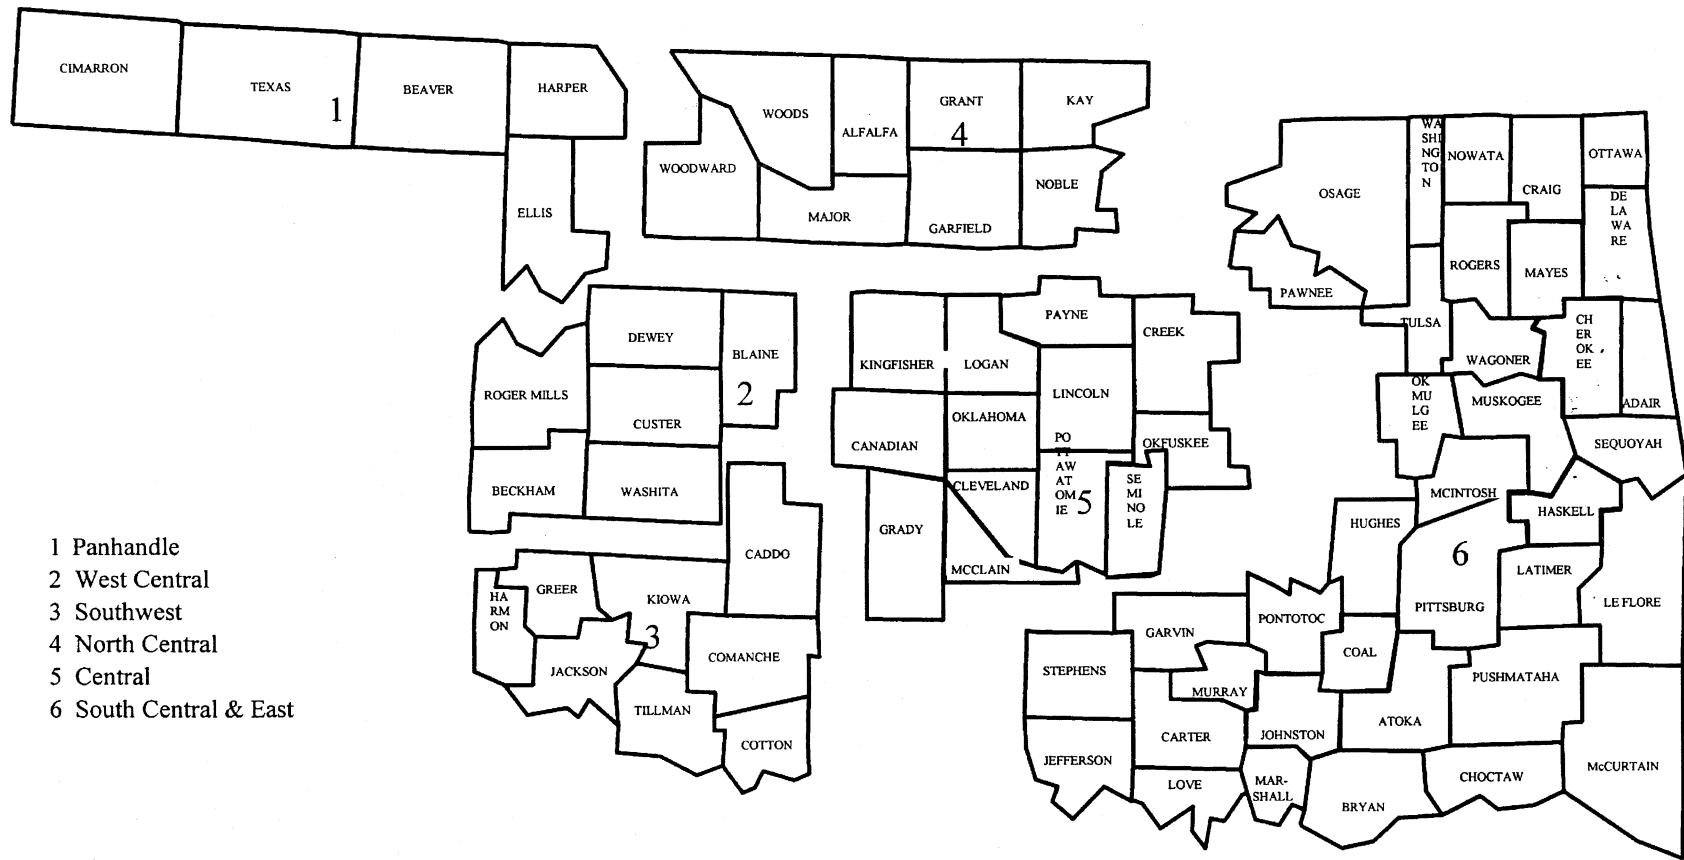 CIMARRON
TEXAS
1
BEAVER
HARPER
ELLIS
WOODS
ALFALFA
GRANT
4
KAY
WOODWARD
MAJOR
GARFIELD
NOBLE
OSAGE
WA
SHI
NG
TO
N
NOWATA
CRAIG
OTTAWA
DE
LA
WA
RE
ROGERS
MAYES
PAWNEE
TULSA
WAGONER
CH
ER
OK
EE
ADAIR
OK
MU
LG
EE
MUSKOGEE
SEQUOYAH
MCINTOSH
HASKELL
HUGHES
6
PITTSBURG
LATIMER
LE FLORE
DEWEY
BLAINE
2
ROGER MILLS
CUSTER
BECKHAM
WASHITA
KINGFISHER
LOGAN
PAYNE
CREEK
LINCOLN
OKLAHOMA
CANADIAN
PO
TT
AW
AT
OM
IE
5
OKFUSKEE
CLEVELAND
SE
MI
NO
LE
GRADY
MCCLAIN
CADDO
HA
RM
ON
GREER
KIOWA
3
JACKSON
COMANCHE
TILLMAN
COTTON
GARVIN
PONTOTOC
COAL
STEPHENS
MURRAY
PUSHMATAHA
CARTER
JOHNSTON
ATOKA
JEFFERSON
LOVE
MAR-
SHALL
BRYAN
CHOCTAW
McCURTAIN
1 Panhandle
2 West Central
3 Southwest
4 North Central
5 Central
6 South Central & East